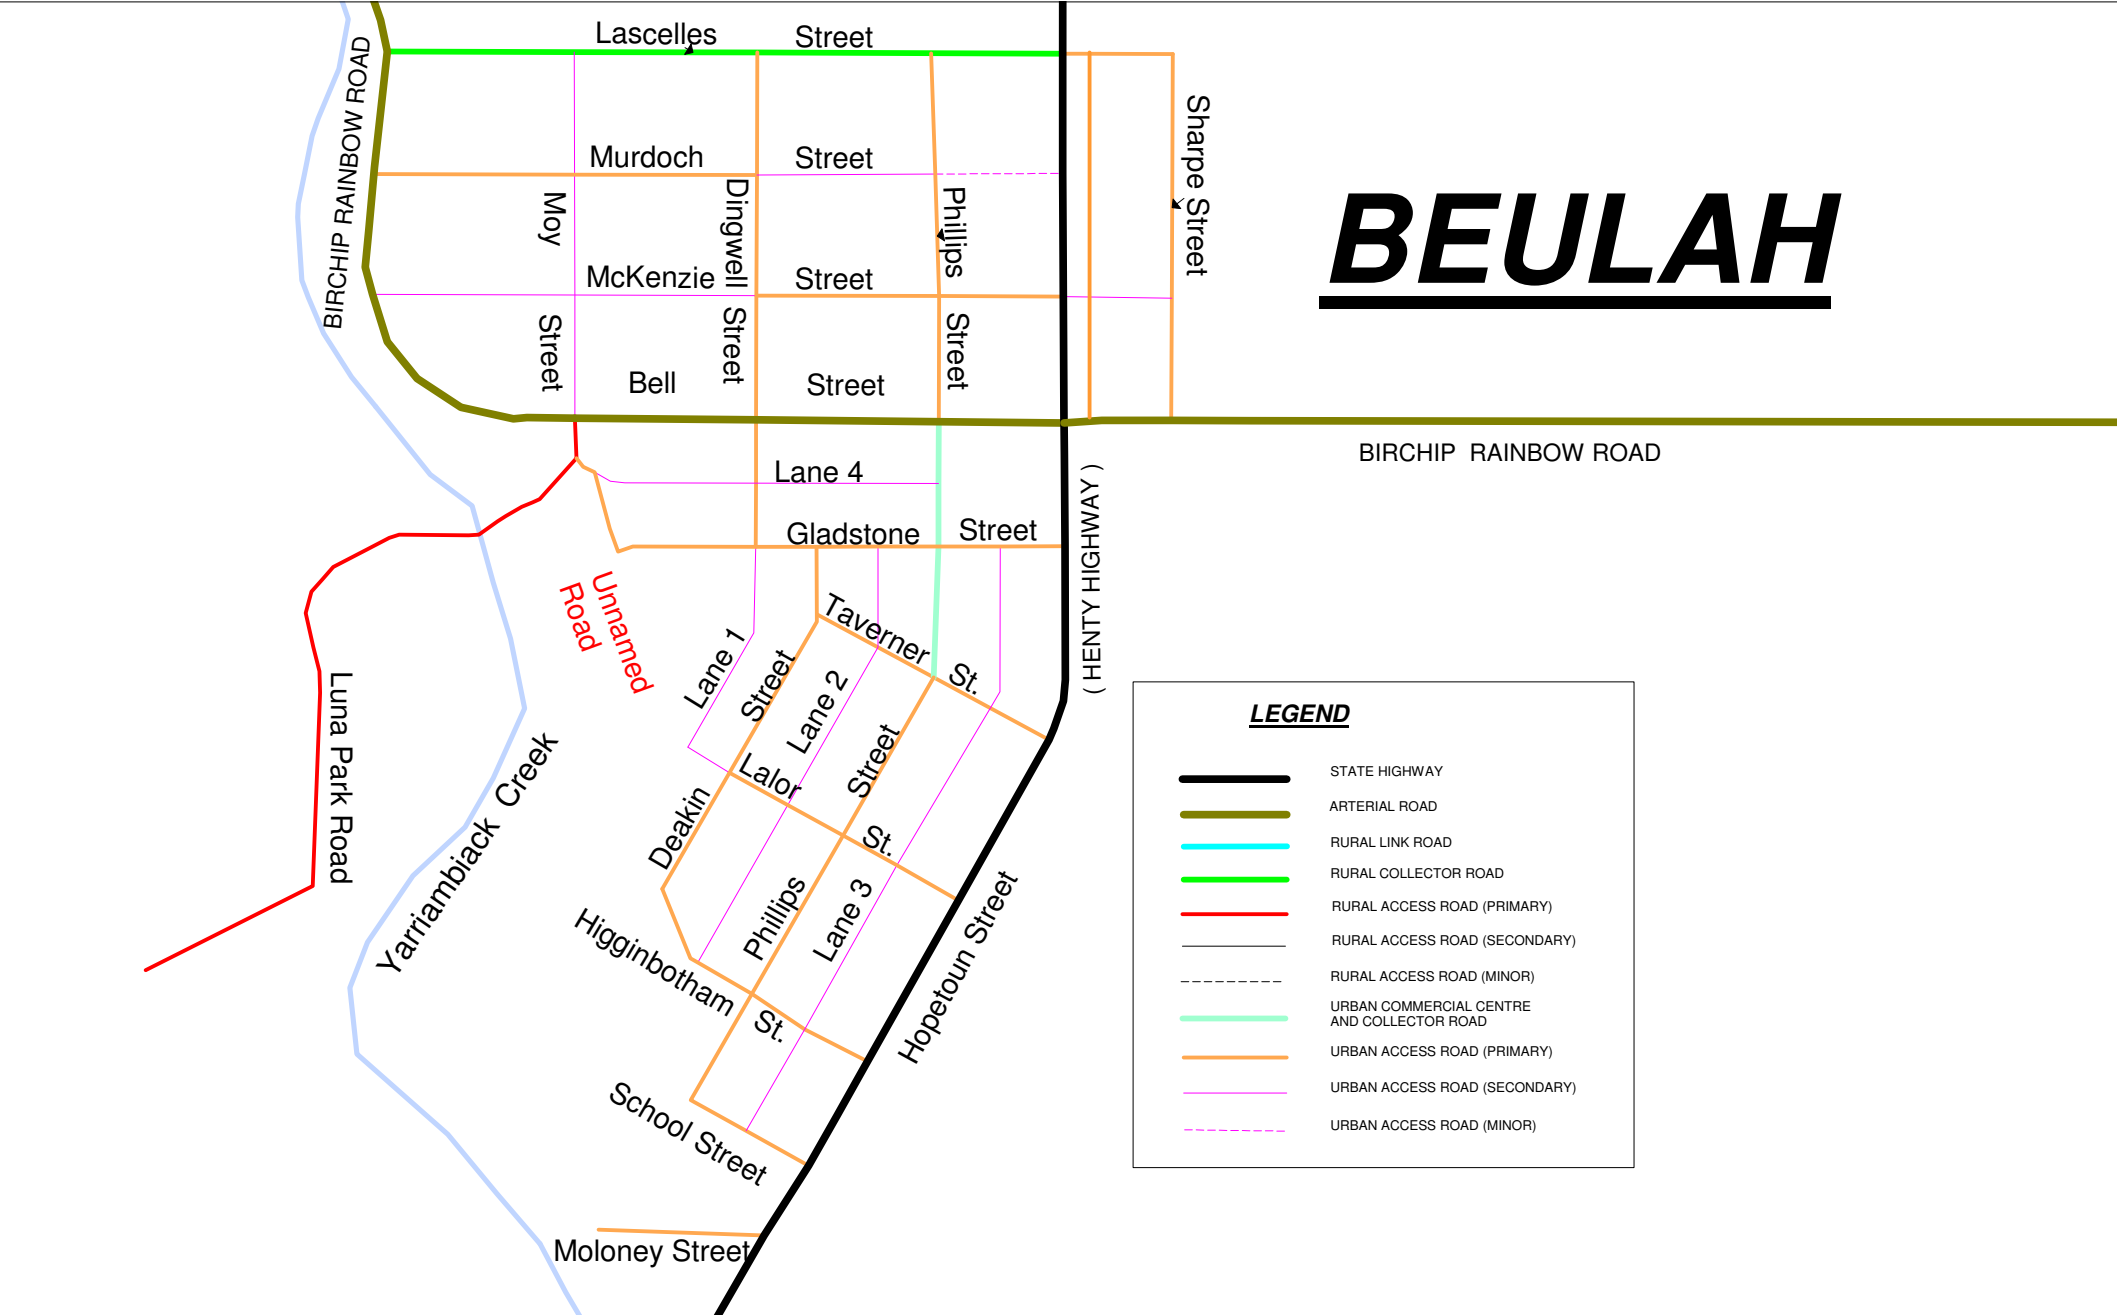 Lascelles Street
BIRCHIP RAINBOW ROAD
Murdoch Street
Moy Street
Dingwell Street
Phillips Street
Sharpe Street
McKenzie Street
Bell Street
BEULAH
BIRCHIP RAINBOW ROAD
Lane 4
Gladstone Street
( HENTY HIGHWAY )
Unnamed
Road
Taverner St.
Lane 1
Deakin Street
Lane 2
Phillips Street
Lalor St.
Lane 3
Luna Park Road
Yarriambiack Creek
Higginbotham St.
Hopetoun Street
School Street
Moloney Street
LEGEND
STATE HIGHWAY
ARTERIAL ROAD
RURAL LINK ROAD
RURAL COLLECTOR ROAD
RURAL ACCESS ROAD (PRIMARY)
RURAL ACCESS ROAD (SECONDARY)
RURAL ACCESS ROAD (MINOR)
URBAN COMMERCIAL CENTRE
AND COLLECTOR ROAD
URBAN ACCESS ROAD (PRIMARY)
URBAN ACCESS ROAD (SECONDARY)
URBAN ACCESS ROAD (MINOR)